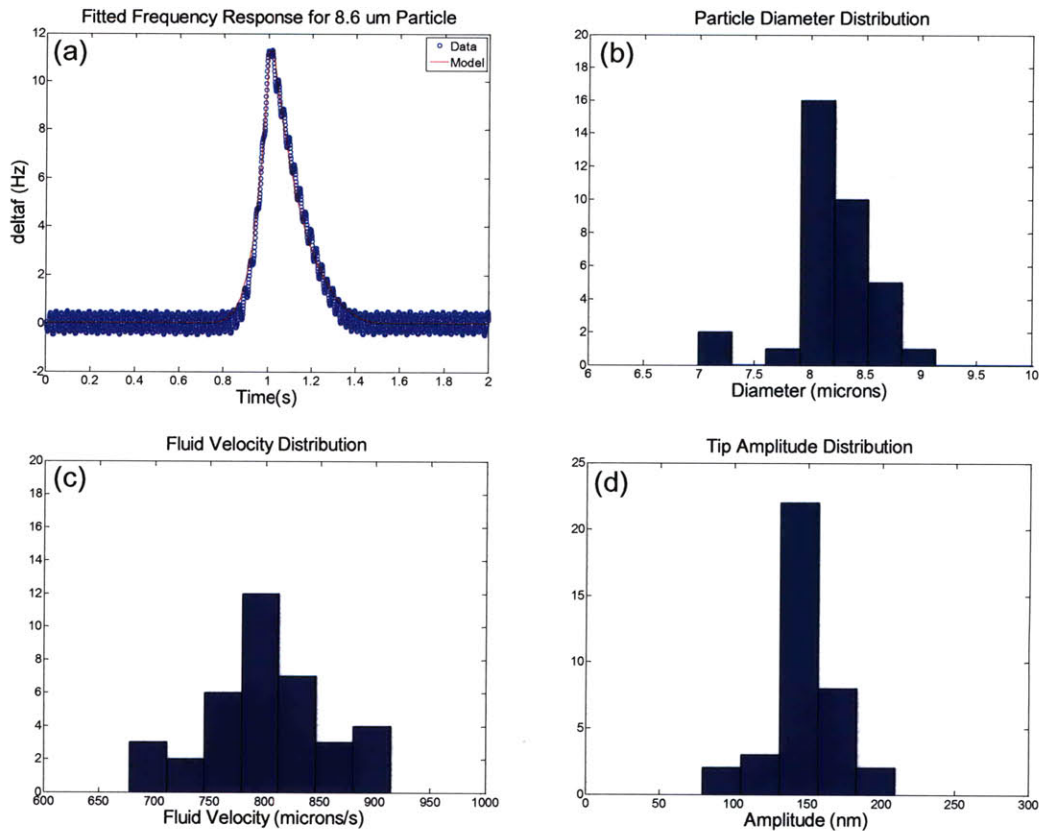 Fitted Frequency Response for 8.6 um Particle
(a)
Data
Model
12
10
8
6
4
2
0
-2
deltaf (Hz)
0 0.2 0.4 0.6 0.8 1 1.2 1.4 1.6 1.8 2
Time(s)
Particle Diameter Distribution
(b)
20
18
16
14
12
10
8
6
4
2
0
6 6.5 7 7.5 8 8.5 9 9.5 10
Diameter (microns)
Fluid Velocity Distribution
(c)
20
18
16
14
12
10
8
6
4
2
0
600 650 700 750 800 850 900 950 1000
Fluid Velocity (microns/s)
Tip Amplitude Distribution
(d)
25
20
15
10
5
0
0 50 100 150 200 250 300
Amplitude (nm)